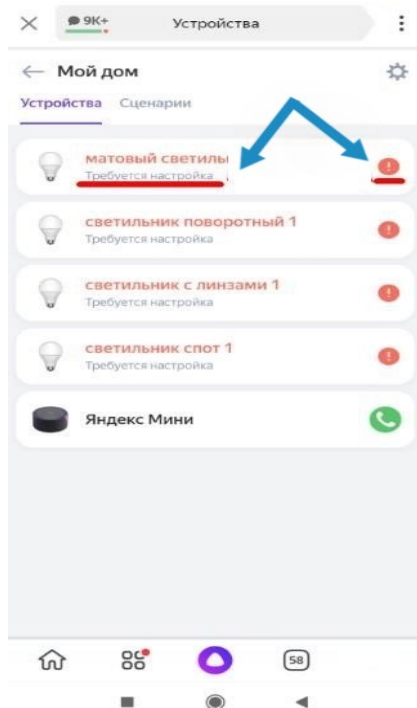 9K+ Устройства
Мой дом
Устройства Сценарии
матовый светилы
Требуется настройка
светильник поворотный 1
Требуется настройка
светильник с линзами 1
Требуется настройка
светильник спот 1
Требуется настройка
Яндекс Мини
58